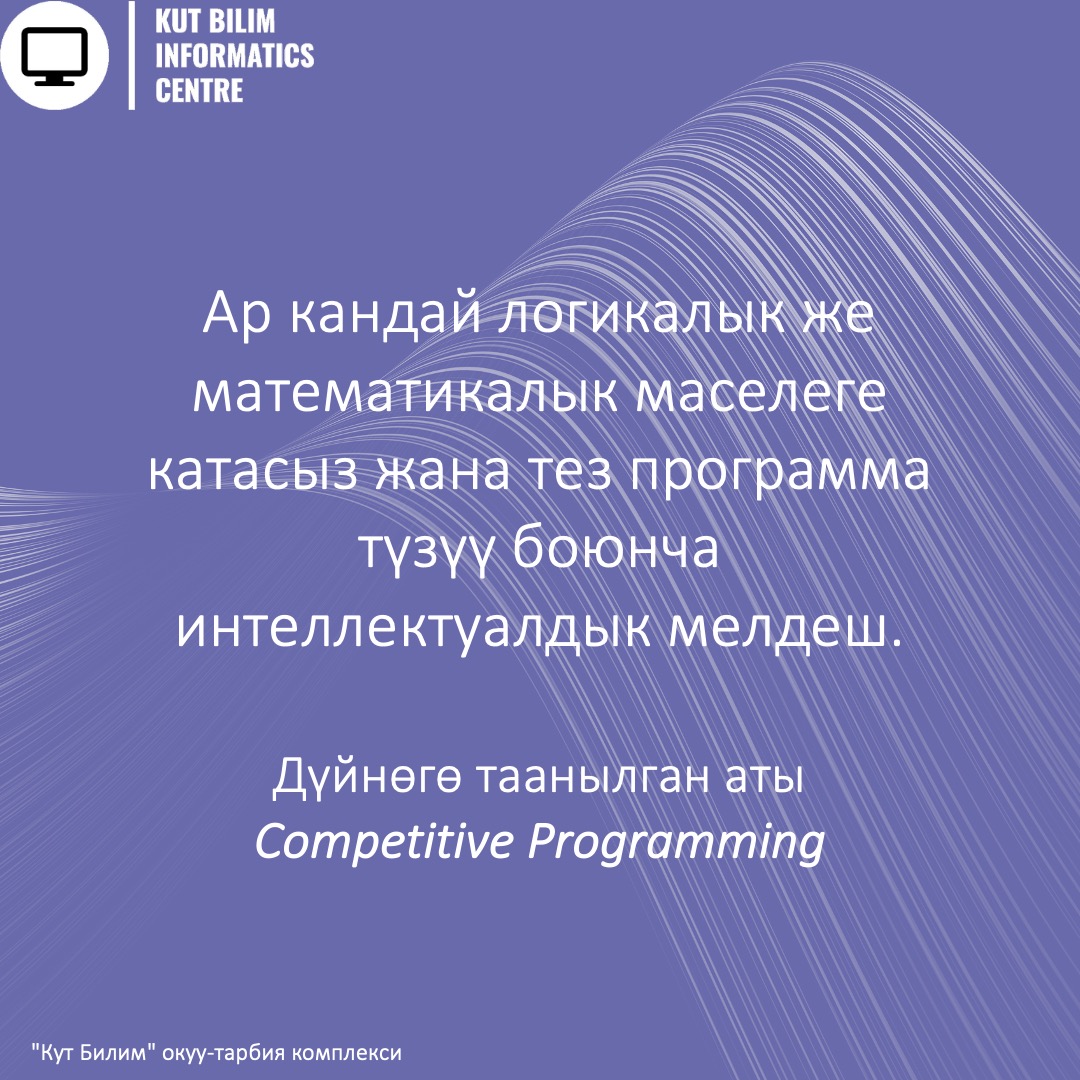 KUT BILIM
INFORMATICS
CENTRE
Ар кандай логикалык же
математикалык маселеге
катасыз жана тез программа
түзүү боюнча
интеллектуалдык мелдеш.
Дүйнөгө таанылган аты
Competitive Programming
"Кут Билим" окуу-тарбия комплекси